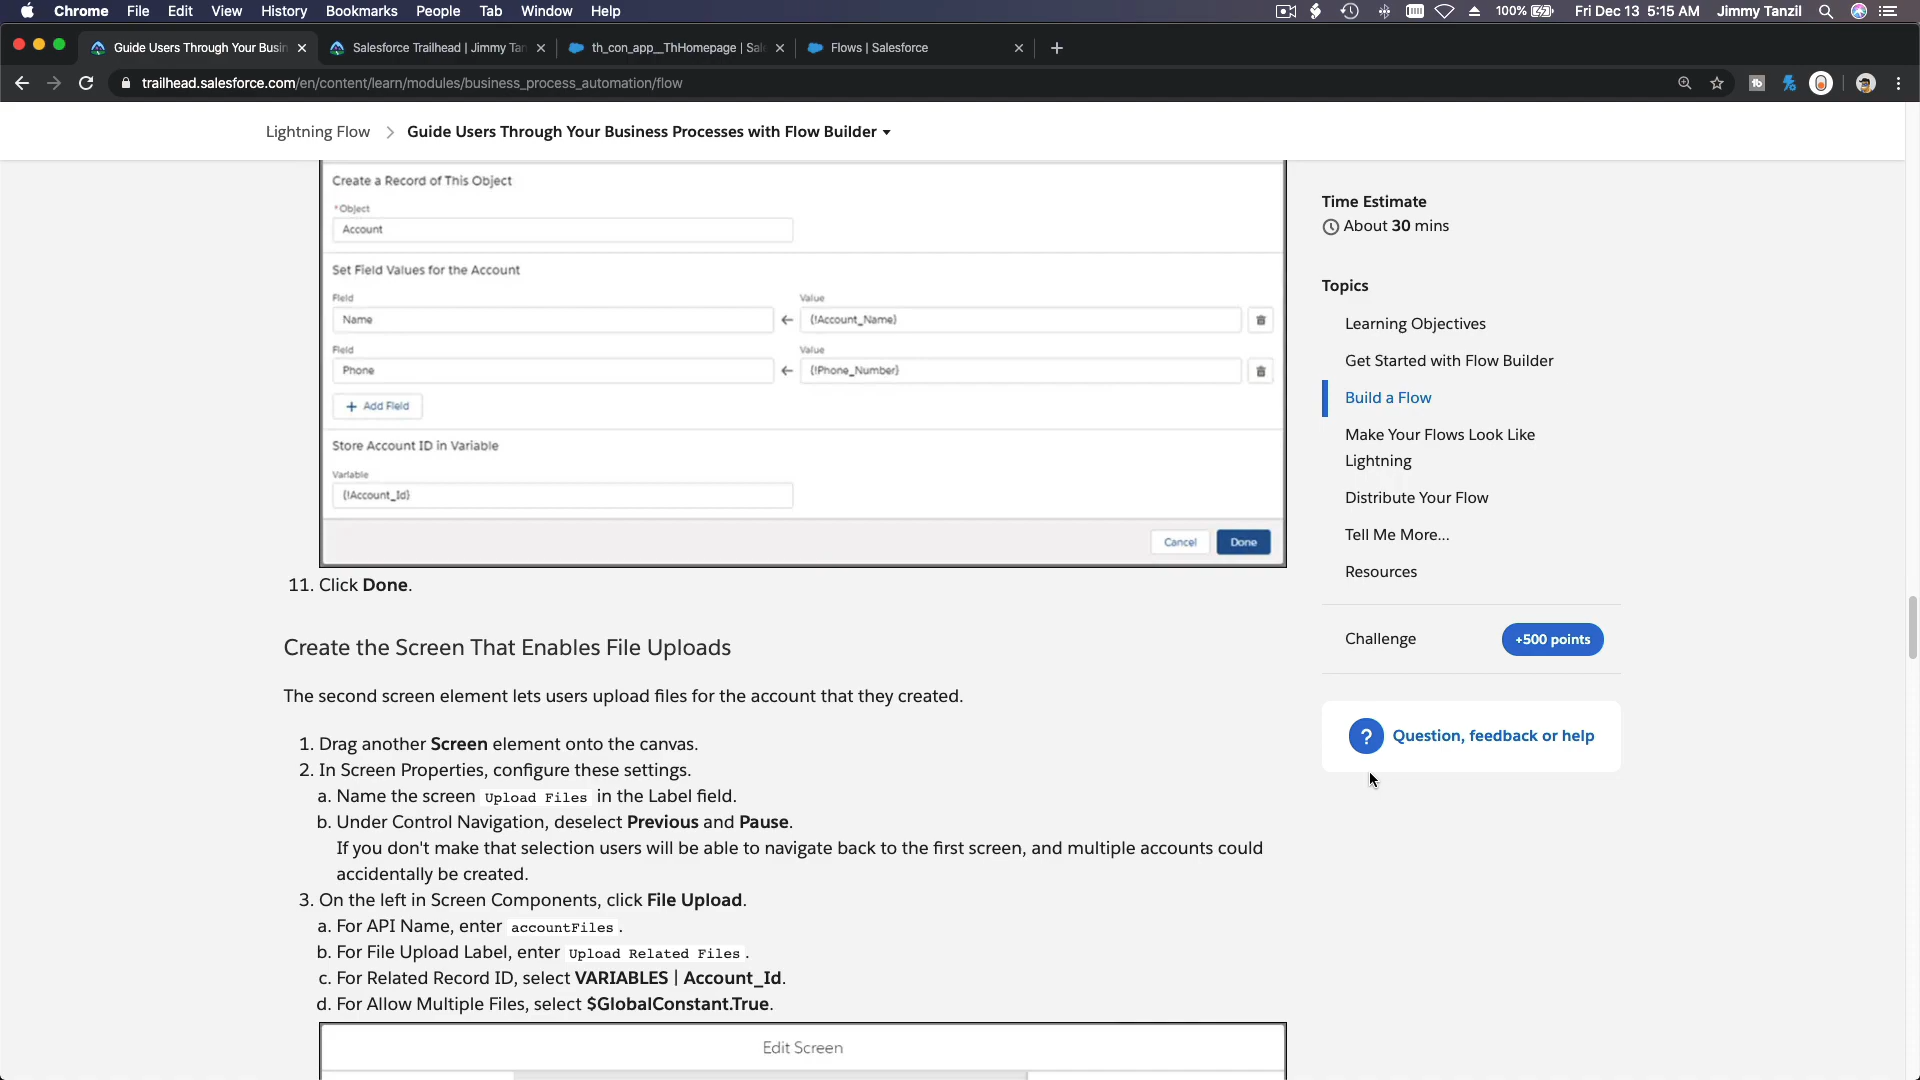 Chrome File Edit View History Bookmarks People Tab Window Help 100% Fri Dec 13 5:15 AM Jimmy Tanzil
Guide Users Through Your Busin Salesforce Trailhead | Jimmy Tan th_con_app__ThHomepage | Sale Flows | Salesforce
trailhead.salesforce.com/en/content/learn/modules/business_process_automation/flow
Lightning Flow > Guide Users Through Your Business Processes with Flow Builder
Create a Record of This Object
*Object
Account
Set Field Values for the Account
Field Value
Name {!Account_Name}
Field Value
Phone {!Phone_Number}
+ Add Field
Store Account ID in Variable
Variable
{!Account_Id}
Cancel Done
11. Click Done.
Create the Screen That Enables File Uploads
The second screen element lets users upload files for the account that they created.
1. Drag another Screen element onto the canvas.
2. In Screen Properties, configure these settings.
a. Name the screen Upload Files in the Label field.
b. Under Control Navigation, deselect Previous and Pause.
If you don't make that selection users will be able to navigate back to the first screen, and multiple accounts could
accidentally be created.
3. On the left in Screen Components, click File Upload.
a. For API Name, enter accountFiles.
b. For File Upload Label, enter Upload Related Files.
c. For Related Record ID, select VARIABLES | Account_Id.
d. For Allow Multiple Files, select $GlobalConstant.True.
Edit Screen
Time Estimate
About 30 mins
Topics
Learning Objectives
Get Started with Flow Builder
Build a Flow
Make Your Flows Look Like
Lightning
Distribute Your Flow
Tell Me More...
Resources
Challenge +500 points
? Question, feedback or help